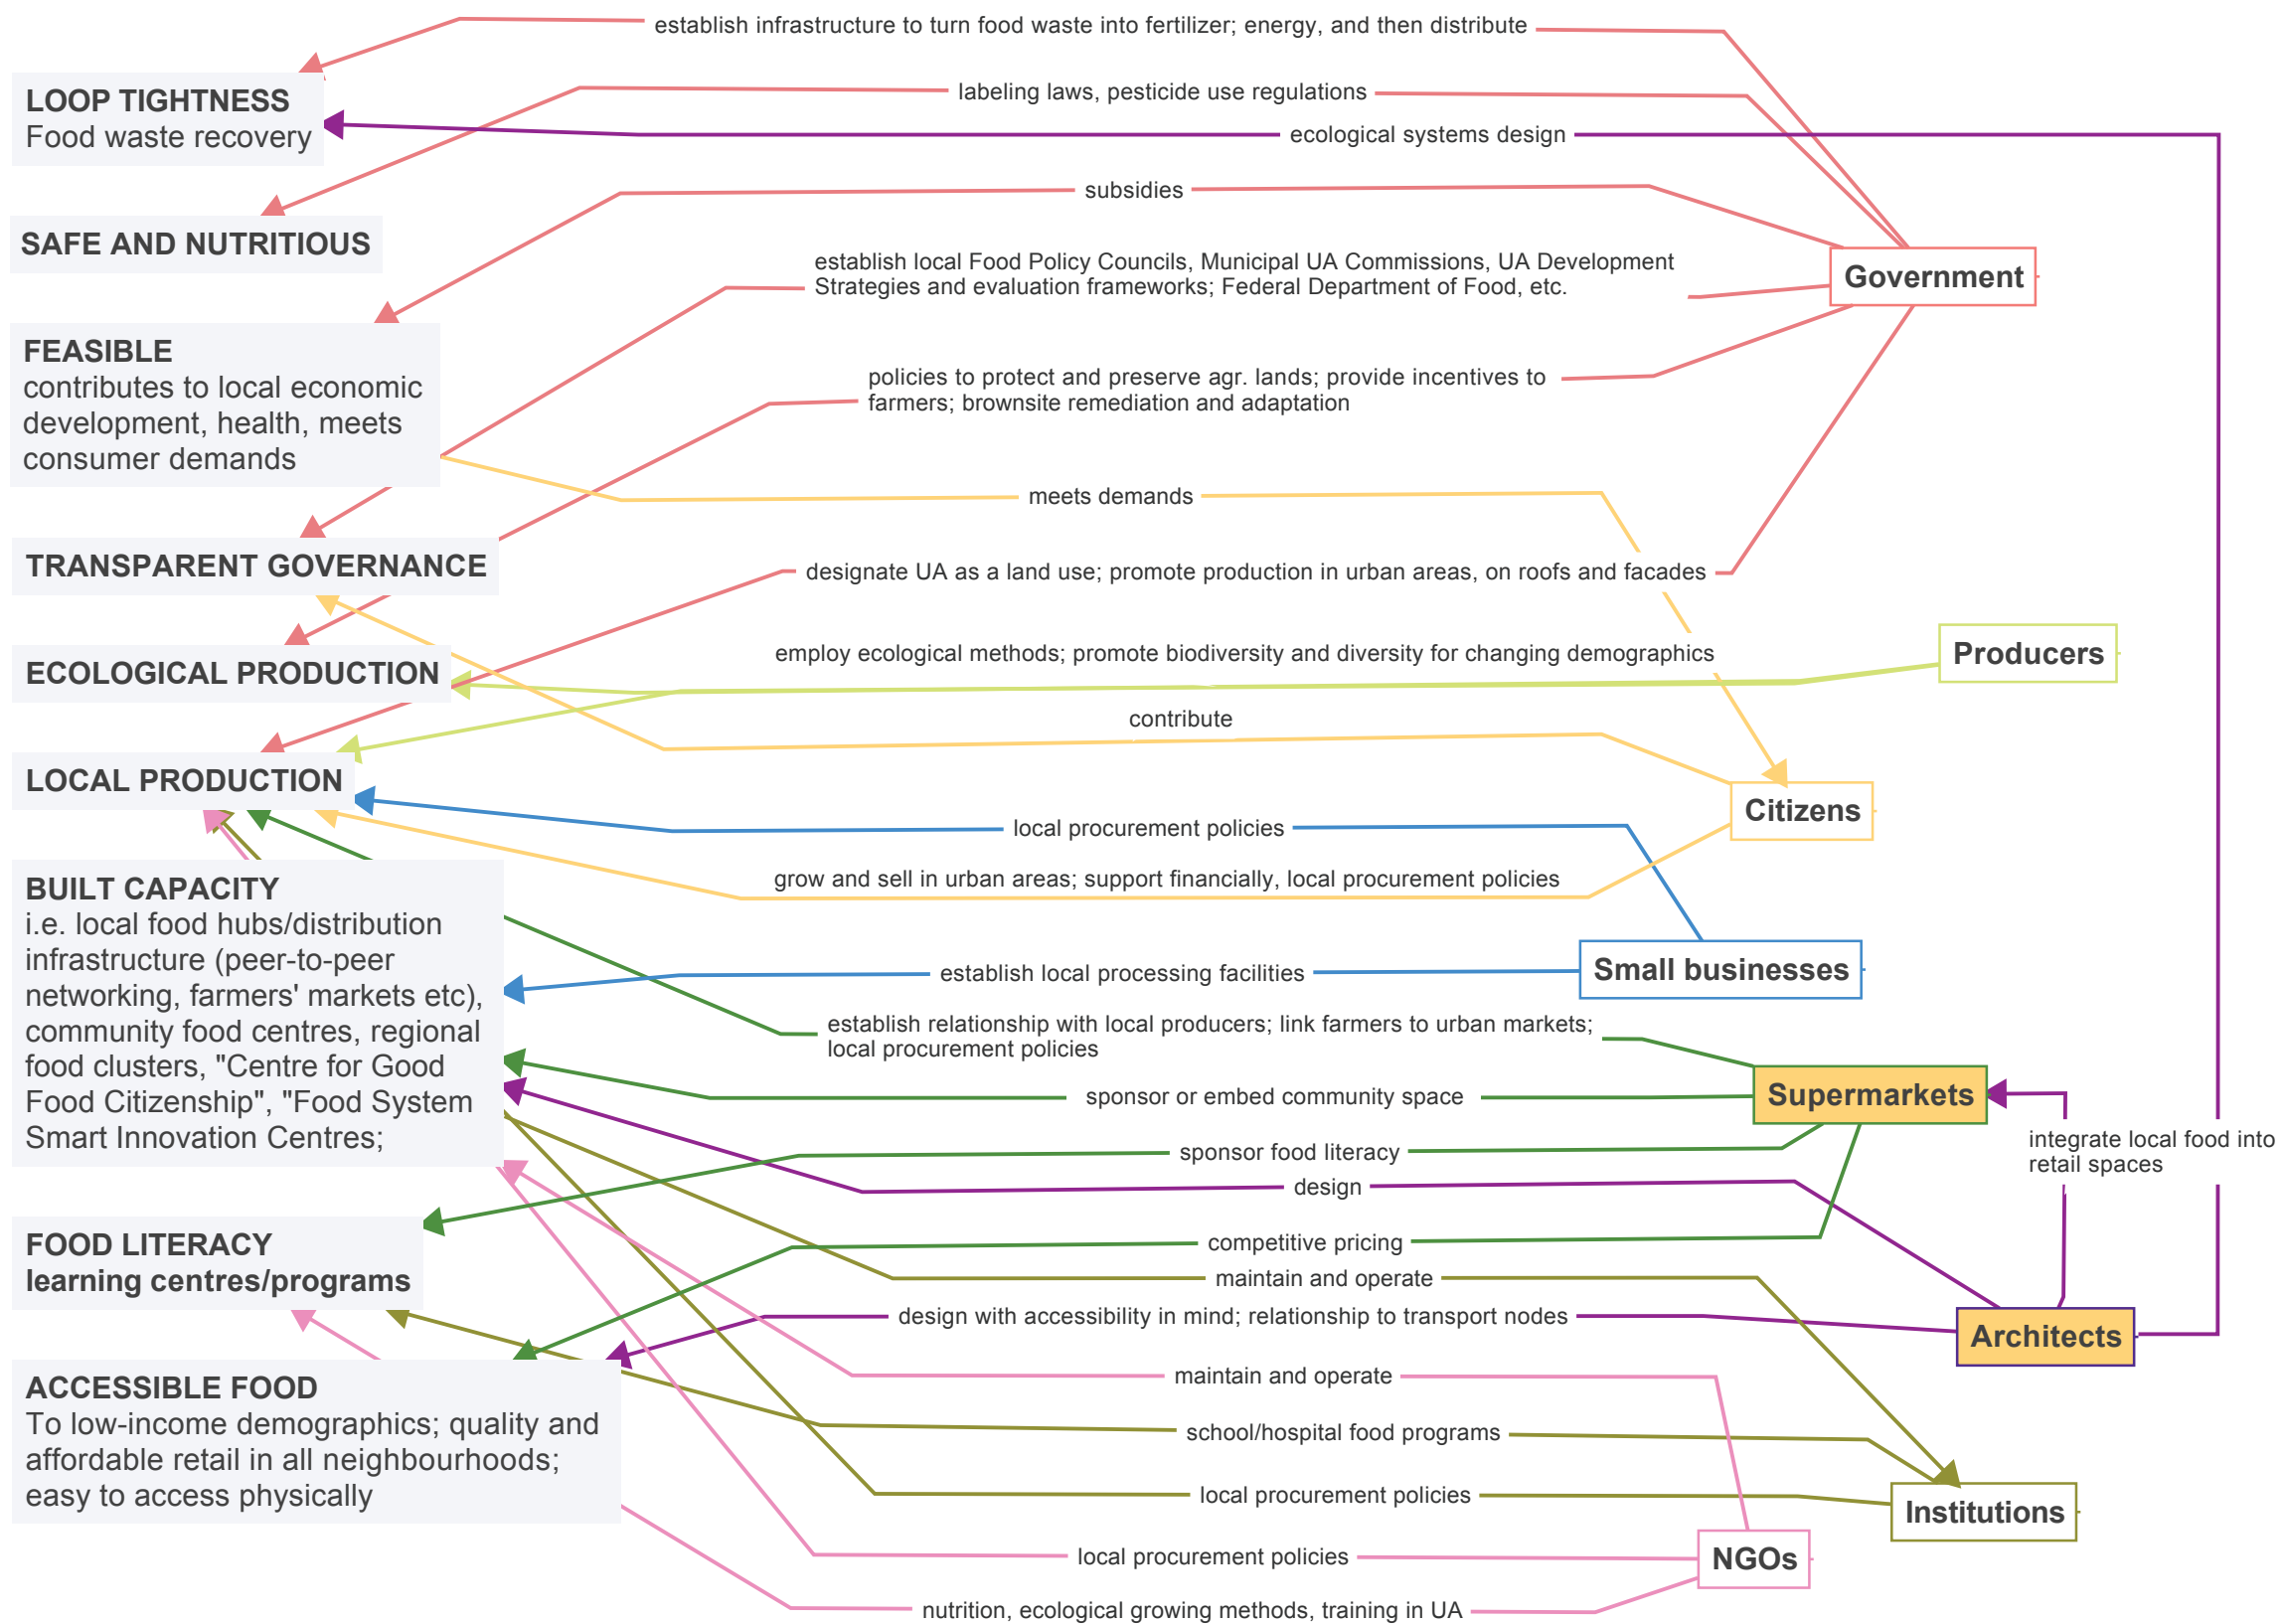 establish infrastructure to turn food waste into fertilizer; energy, and then distribute
LOOP TIGHTNESS
Food waste recovery
labeling laws, pesticide use regulations
ecological systems design
subsidies
SAFE AND NUTRITIOUS
establish local Food Policy Councils, Municipal UA Commissions, UA Development
Strategies and evaluation frameworks; Federal Department of Food, etc.
Government
FEASIBLE
contributes to local economic
development, health, meets
consumer demands
policies to protect and preserve agr. lands; provide incentives to
farmers; brownsite remediation and adaptation
meets demands
TRANSPARENT GOVERNANCE
designate UA as a land use; promote production in urban areas, on roofs and facades
ECOLOGICAL PRODUCTION
employ ecological methods; promote biodiversity and diversity for changing demographics
Producers
contribute
LOCAL PRODUCTION
Citizens
local procurement policies
grow and sell in urban areas; support financially, local procurement policies
BUILT CAPACITY
i.e. local food hubs/distribution
infrastructure (peer-to-peer
networking, farmers' markets etc),
community food centres, regional
food clusters, "Centre for Good
Food Citizenship", "Food System
Smart Innovation Centres;
establish local processing facilities
Small businesses
establish relationship with local producers; link farmers to urban markets;
local procurement policies
sponsor or embed community space
Supermarkets
integrate local food into
retail spaces
sponsor food literacy
design
FOOD LITERACY
learning centres/programs
competitive pricing
maintain and operate
design with accessibility in mind; relationship to transport nodes
Architects
ACCESSIBLE FOOD
To low-income demographics; quality and
affordable retail in all neighbourhoods;
easy to access physically
maintain and operate
school/hospital food programs
local procurement policies
Institutions
local procurement policies
NGOs
nutrition, ecological growing methods, training in UA